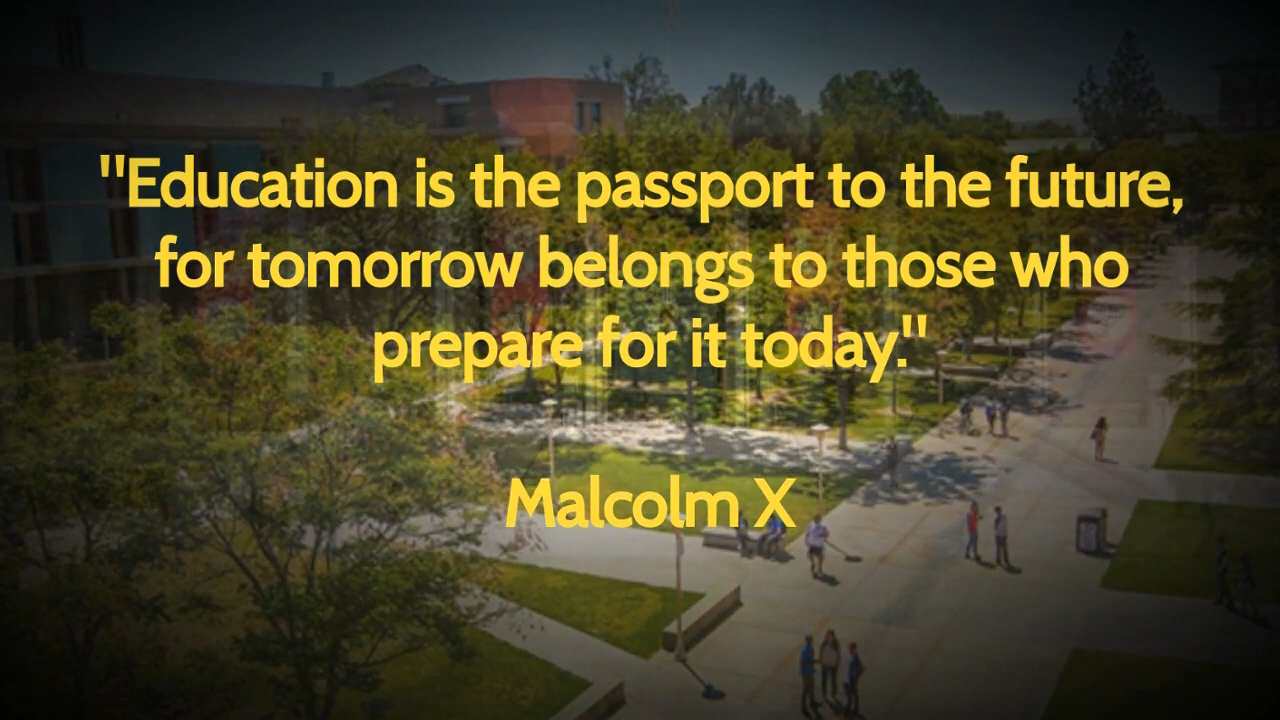 "Education is the passport to the future,
for tomorrow belongs to those who
prepare for it today."
Malcolm X